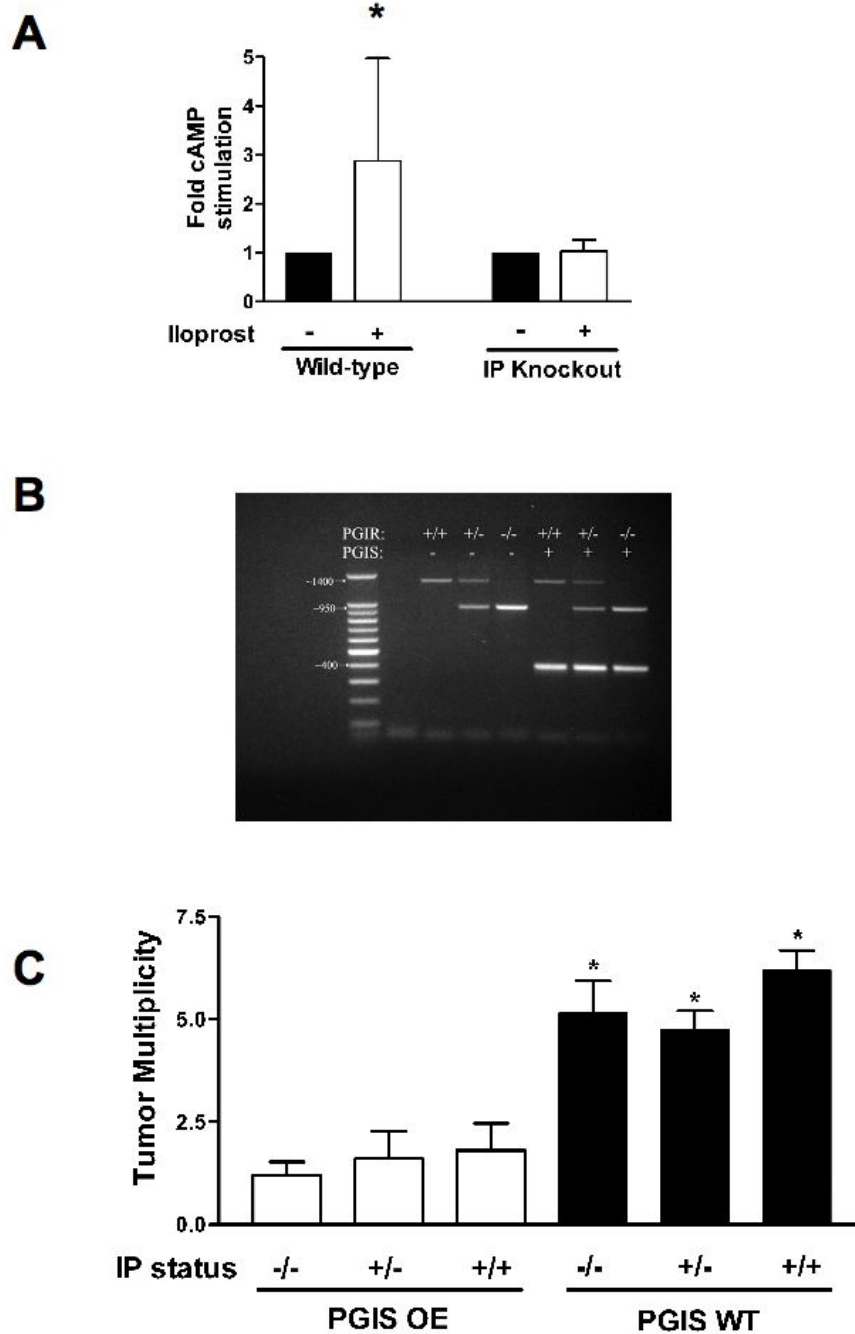 A
*
Fold cAMP
stimulation
5
4
3
2
1
0
Iloprost - + - +
Wild-type IP Knockout
B
PGIR: +/+ +/- -/- +/+ +/- -/-
PGIS: - - - + + +
~1400
~950
~400
C
Tumor Multiplicity
7.5
5.0
2.5
0.0
* * *
IP status -/- +/- +/+ -/- +/- +/+
PGIS OE PGIS WT